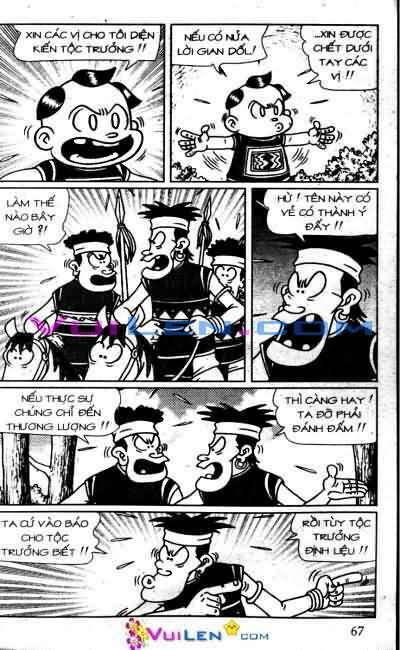 XIN CÁC VỊ CHO TÔI DIỆN
KIẾN TỘC TRƯỞNG !!
NẾU CÓ NỬA
LỜI GIAN DỐI..!
...XIN ĐƯỢC
CHẾT DƯỚI
TAY CÁC
VỊ !!
LÀM THẾ
NÀO BÂY
GIỜ ?!
HỪ ! TÊN NÀY CÓ
VẺ CÓ THÀNH Ý
ĐẤY !!
VuiLen.com
NẾU THỰC SỰ
CHÚNG CHỈ ĐẾN
THƯƠNG LƯỢNG !!
THÌ CÀNG HAY !
TA ĐỠ PHẢI
ĐÁNH ĐẤM !!
TA CỨ VÀO BÁO
CHO TỘC
TRƯỞNG BIẾT !!
RỒI TÙY TỘC
TRƯỞNG
ĐỊNH LIỆU !!
67
VuiLen.com